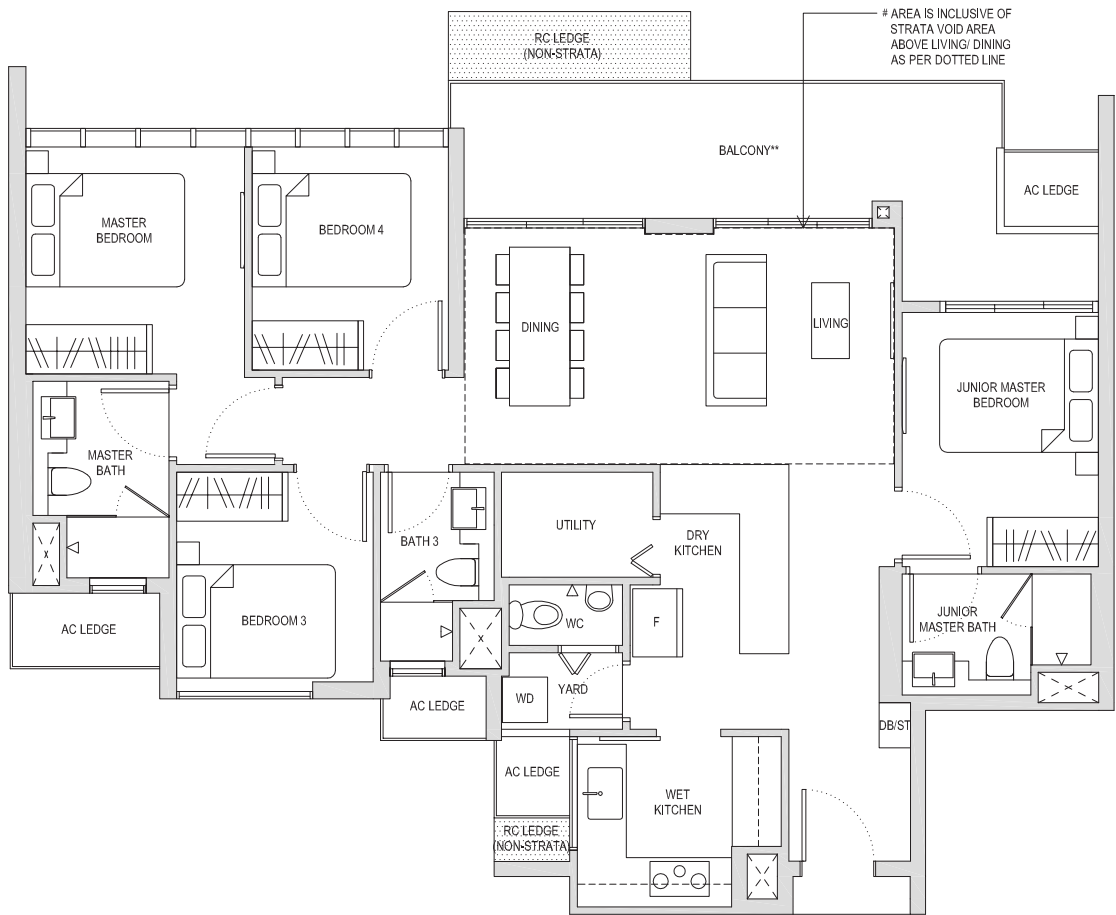 # AREA IS INCLUSIVE OF
STRATA VOID AREA
ABOVE LIVING/ DINING
AS PER DOTTED LINE
RC LEDGE
(NON-STRATA)
BALCONY**
AC LEDGE
MASTER
BEDROOM
BEDROOM 4
DINING
LIVING
JUNIOR MASTER
BEDROOM
MASTER
BATH
UTILITY
DRY
KITCHEN
BATH 3
BEDROOM 3
WC
F
JUNIOR
MASTER BATH
AC LEDGE
YARD
WD
AC LEDGE
DB/ST
AC LEDGE
WET
KITCHEN
RC LEDGE
(NON-STRATA)